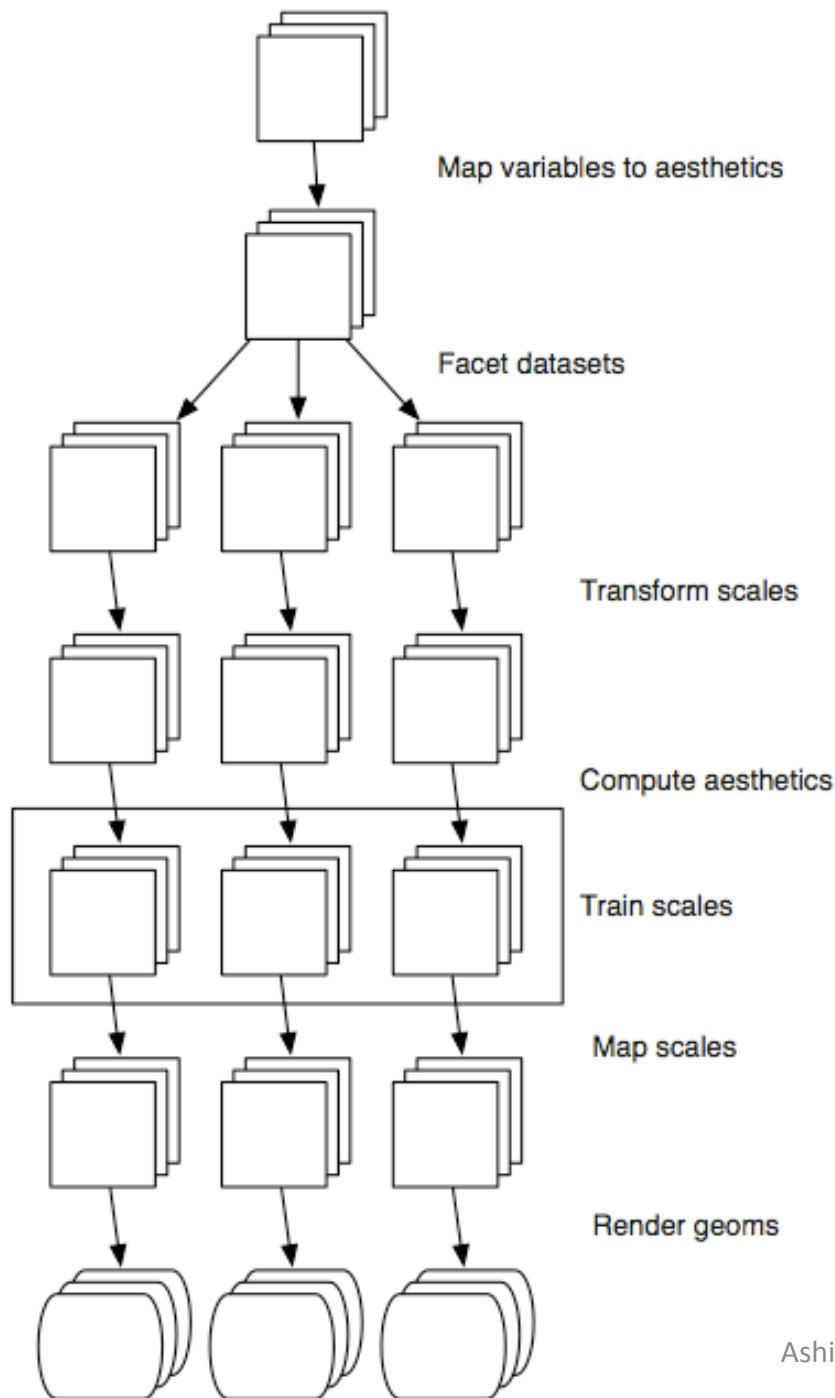 Map variables to aesthetics
Facet datasets
Transform scales
Compute aesthetics
Train scales
Map scales
Render geoms
Ashi